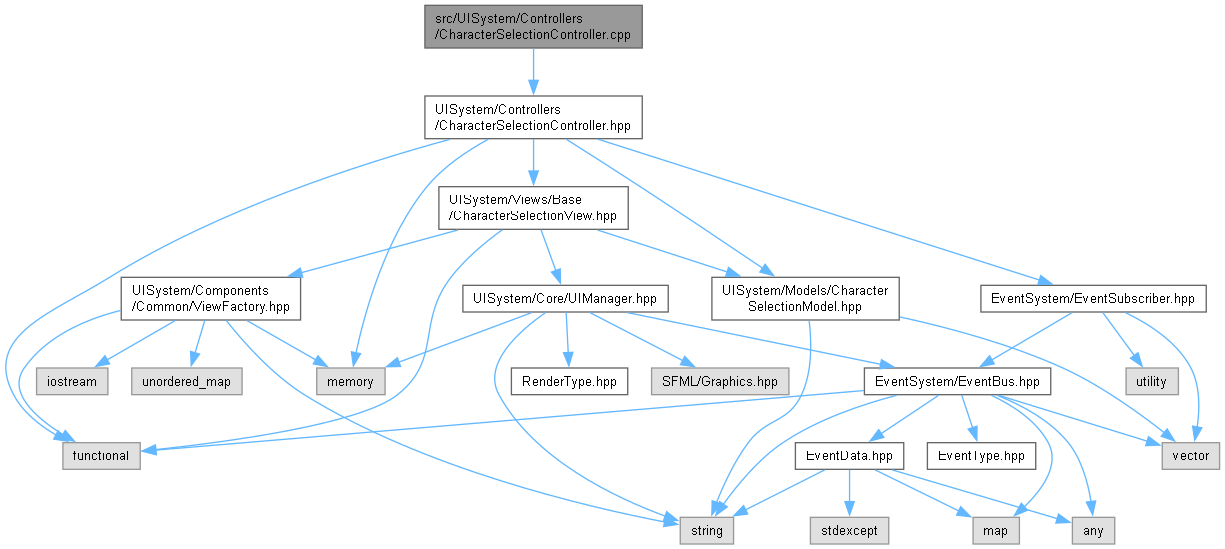 src/UISystem/Controllers
/CharacterSelectionController.cpp
UISystem/Controllers
/CharacterSelectionController.hpp
UISystem/Views/Base
/CharacterSelectionView.hpp
UISystem/Components
/Common/ViewFactory.hpp
UISystem/Core/UIManager.hpp
UISystem/Models/Character
SelectionModel.hpp
EventSystem/EventSubscriber.hpp
iostream
unordered_map
memory
RenderType.hpp
SFML/Graphics.hpp
EventSystem/EventBus.hpp
utility
functional
EventData.hpp
EventType.hpp
vector
string
stdexcept
map
any